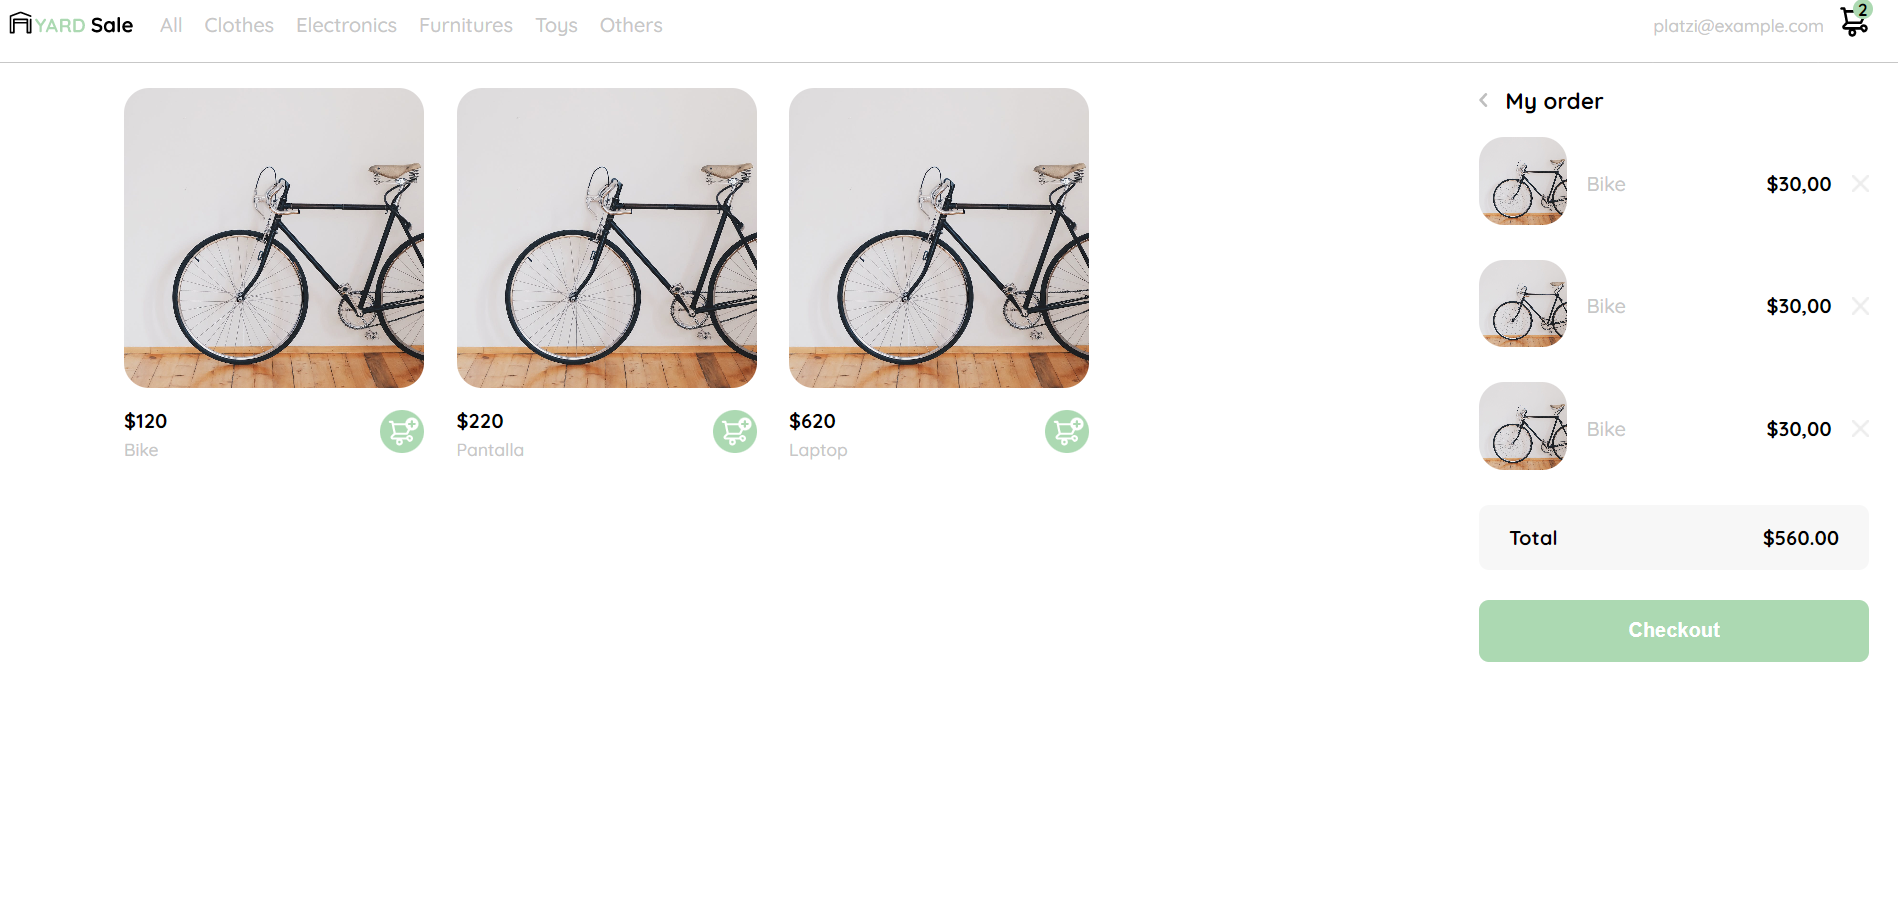 YARD Sale
All Clothes Electronics Furnitures Toys Others
platzi@example.com
2
$120
Bike
$220
Pantalla
$620
Laptop
My order
Bike $30,00
Bike $30,00
Bike $30,00
Total $560.00
Checkout